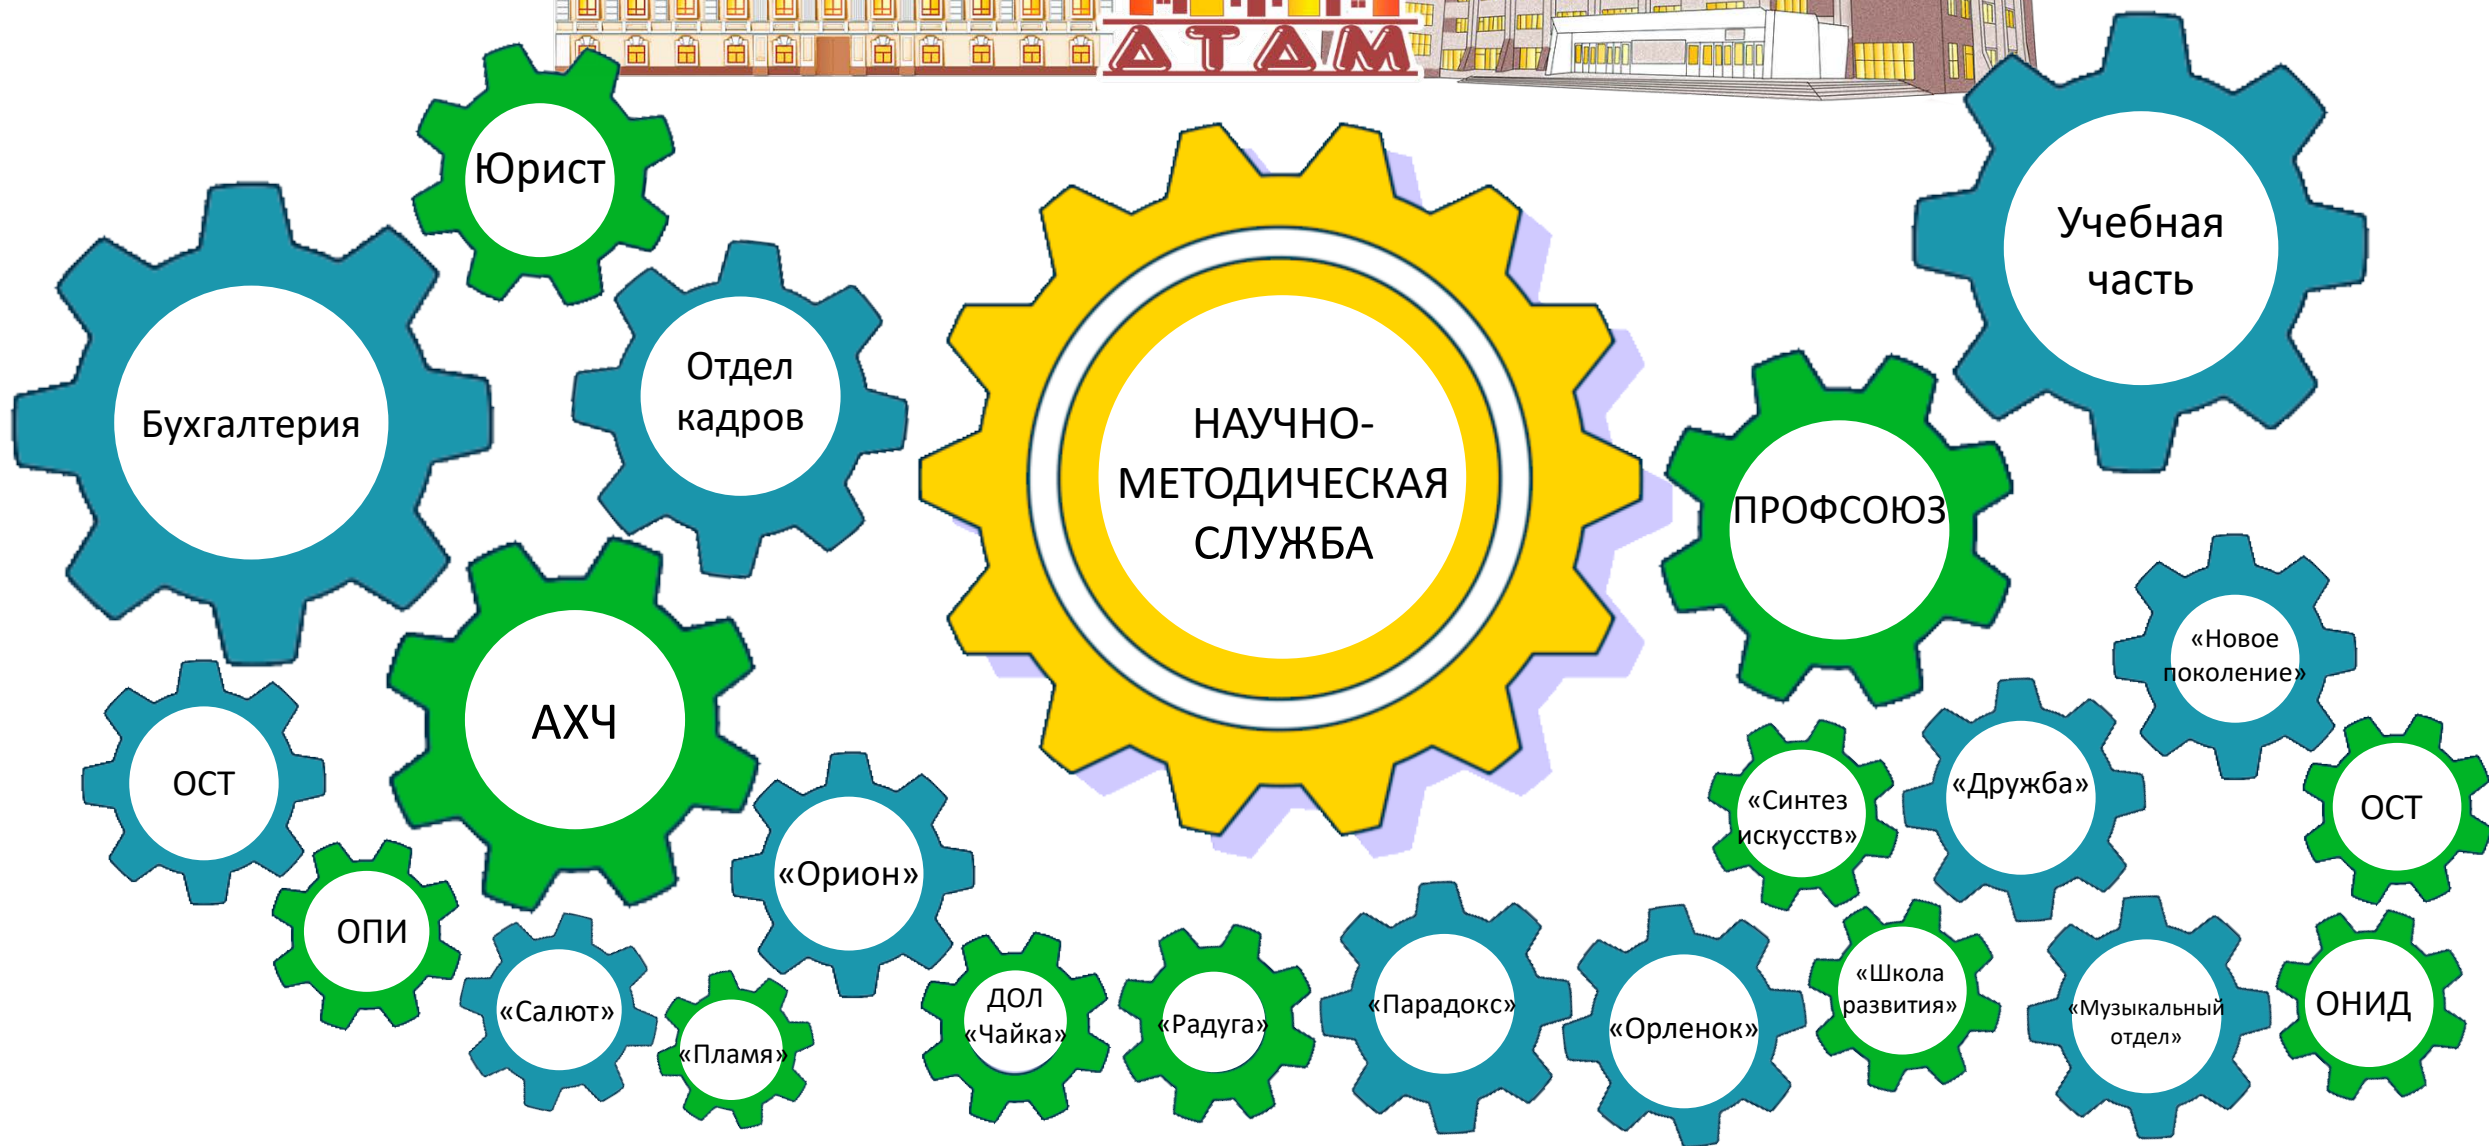 АТАМ
Юрист
Учебная
часть
Бухгалтерия
Отдел
кадров
НАУЧНО-
МЕТОДИЧЕСКАЯ
СЛУЖБА
ПРОФСОЮЗ
«Новое
поколение»
АХЧ
ОСТ
«Орион»
«Синтез
искусств»
«Дружба»
ОСТ
ОПИ
«Салют»
«Пламя»
ДОЛ
«Чайка»
«Радуга»
«Парадокс»
«Орленок»
«Школа
развития»
«Музыкальный
отдел»
ОНИД